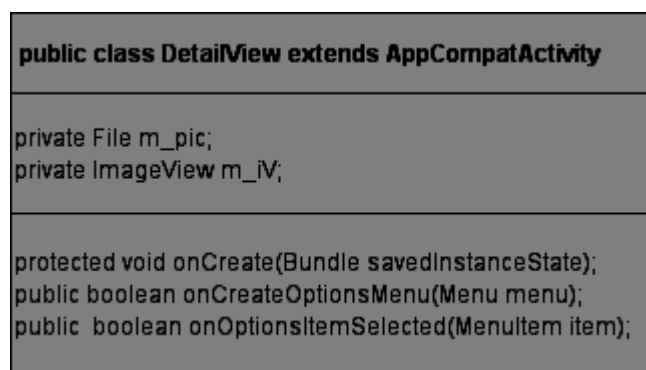 public class DetailView extends AppCompatActivity
private File m_pic;
private ImageView m_iV;
protected void onCreate(Bundle savedInstanceState);
public boolean onCreateOptionsMenu(Menu menu);
public  boolean onOptionsItemSelected(MenuItem item);